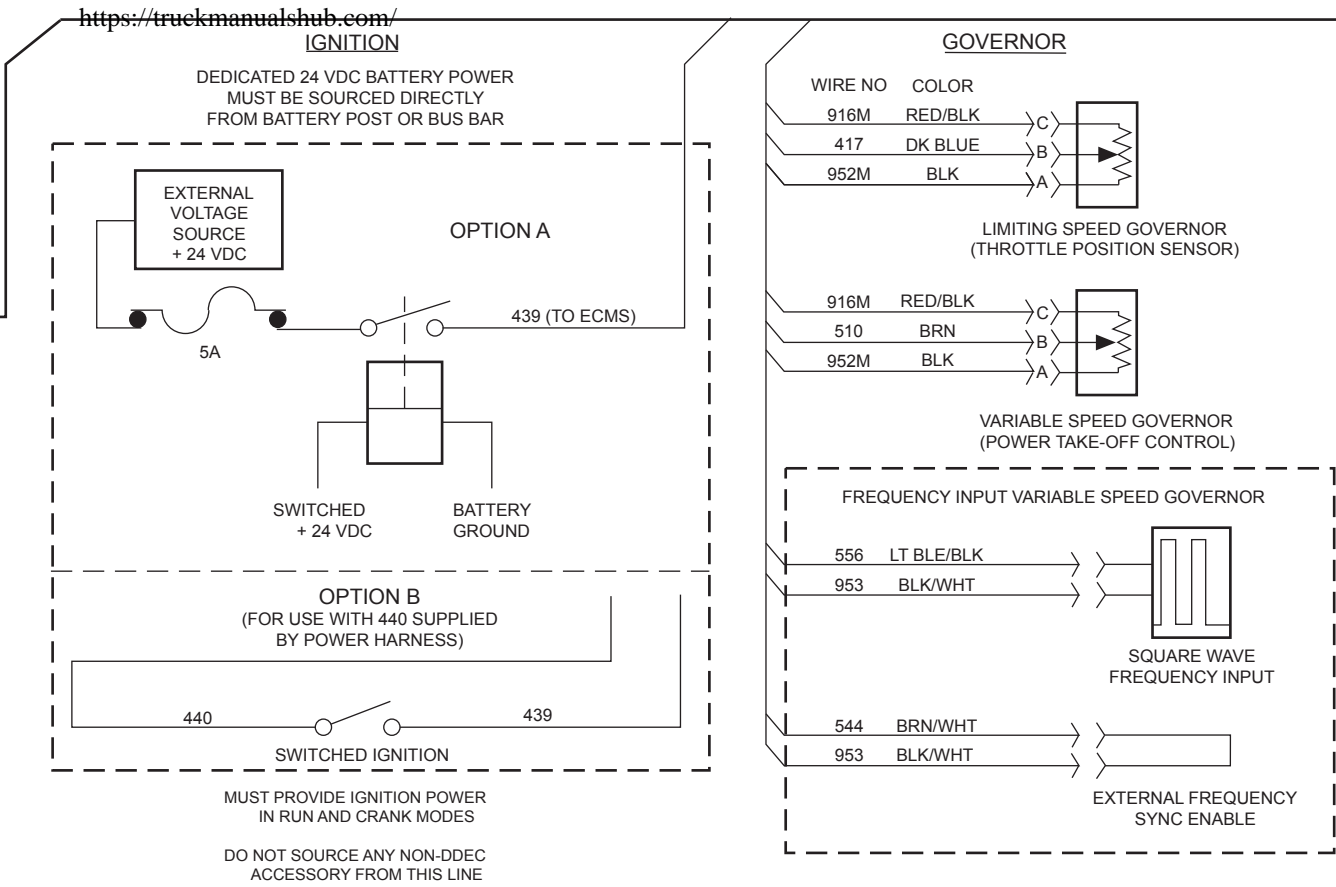 https://truckmanualshub.com/
IGNITION
DEDICATED 24 VDC BATTERY POWER
MUST BE SOURCED DIRECTLY
FROM BATTERY POST OR BUS BAR
EXTERNAL
VOLTAGE
SOURCE
+ 24 VDC
OPTION A
5A
439 (TO ECMS)
SWITCHED
+ 24 VDC
BATTERY
GROUND
OPTION B
(FOR USE WITH 440 SUPPLIED
BY POWER HARNESS)
440
439
SWITCHED IGNITION
MUST PROVIDE IGNITION POWER
IN RUN AND CRANK MODES
DO NOT SOURCE ANY NON-DDEC
ACCESSORY FROM THIS LINE
GOVERNOR
WIRE NO COLOR
916M RED/BLK C
417 DK BLUE B
952M BLK A
LIMITING SPEED GOVERNOR
(THROTTLE POSITION SENSOR)
916M RED/BLK C
510 BRN B
952M BLK A
VARIABLE SPEED GOVERNOR
(POWER TAKE-OFF CONTROL)
FREQUENCY INPUT VARIABLE SPEED GOVERNOR
556 LT BLE/BLK
953 BLK/WHT
SQUARE WAVE
FREQUENCY INPUT
544 BRN/WHT
953 BLK/WHT
EXTERNAL FREQUENCY
SYNC ENABLE